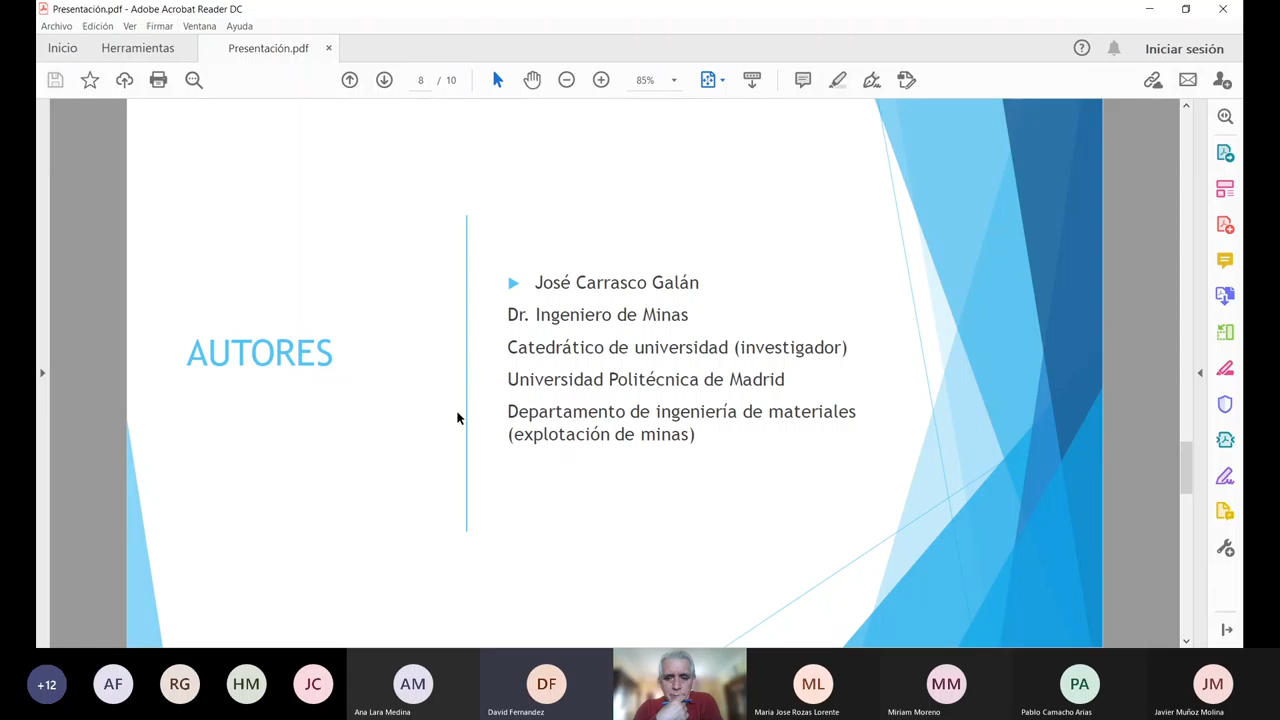 Presentación.pdf - Adobe Acrobat Reader DC
Archivo Edición Ver Firmar Ventana Ayuda
Inicio Herramientas Presentación.pdf × Iniciar sesión
8 / 10 85%
AUTORES
José Carrasco Galán
Dr. Ingeniero de Minas
Catedrático de universidad (investigador)
Universidad Politécnica de Madrid
Departamento de ingeniería de materiales
(explotación de minas)
+12 AF RG HM JC AM DF ML MM PA JM
Ana Lara Medina David Fernandez Maria Jose Rozas Lorente Miriam Moreno Pablo Camacho Arias Javier Muñoz Molina